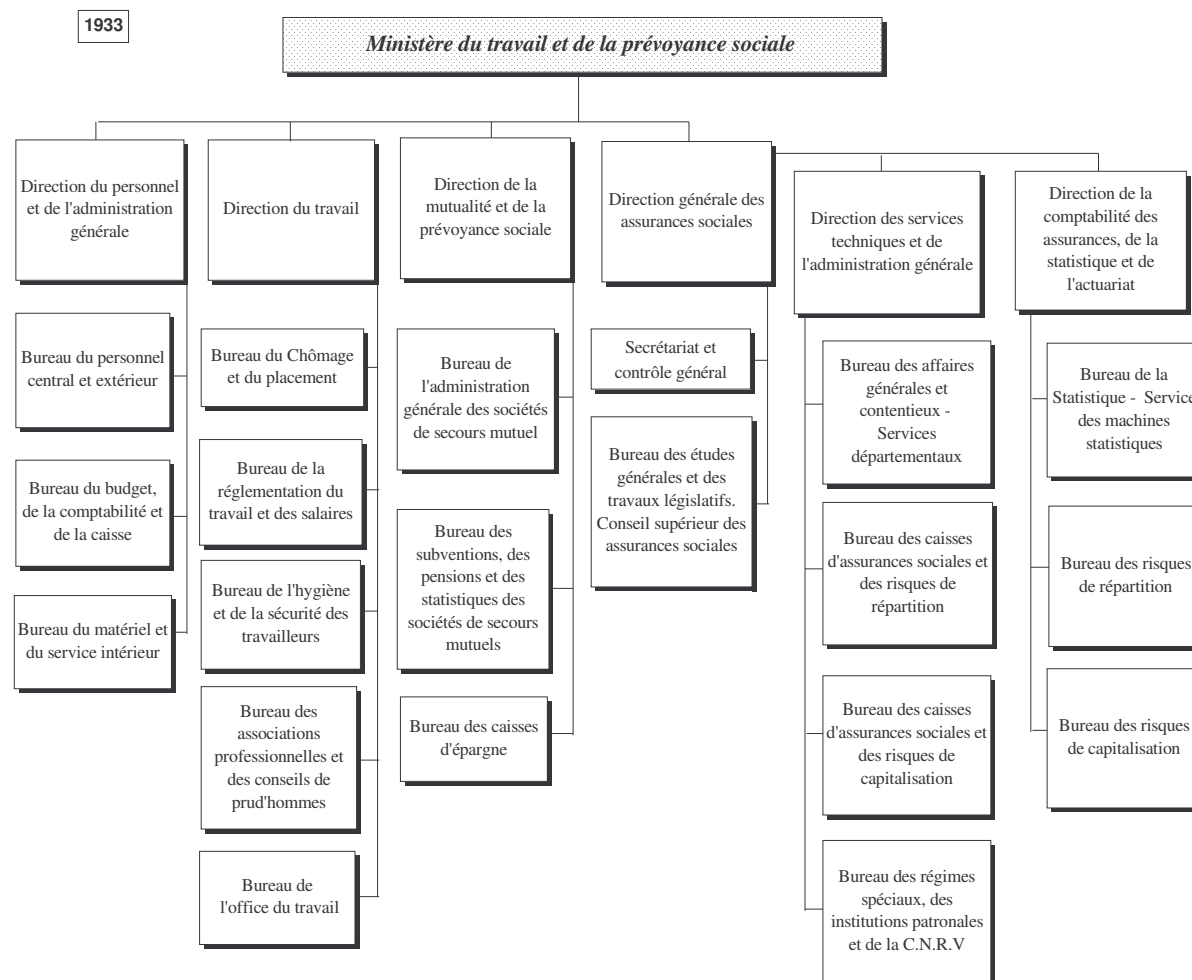 1933
Ministère du travail et de la prévoyance sociale
Direction du personnel
et de l'administration
générale
Bureau du personnel
central et extérieur
Bureau du budget,
de la comptabilité et
de la caisse
Bureau du matériel et
du service intérieur
Direction du travail
Bureau du Chômage
et du placement
Bureau de la
réglementation du
travail et des salaires
Bureau de l'hygiène
et de la sécurité des
travailleurs
Bureau des
associations
professionnelles et
des conseils de
prud'hommes
Bureau de
l'office du travail
Direction de la
mutualité et de la
prévoyance sociale
Bureau de
l'administration
générale des sociétés
de secours mutuel
Bureau des
subventions, des
pensions et des
statistiques des
sociétés de secours
mutuels
Bureau des caisses
d'épargne
Direction générale des
assurances sociales
Secrétariat et
contrôle général
Bureau des études
générales et des
travaux législatifs.
Conseil supérieur des
assurances sociales
Direction des services
techniques et de
l'administration générale
Bureau des affaires
générales et
contentieux -
Services
départementaux
Bureau des caisses
d'assurances sociales et
des risques de
répartition
Bureau des caisses
d'assurances sociales et
des risques de
capitalisation
Bureau des régimes
spéciaux, des
institutions patronales
et de la C.N.R.V
Direction de la
comptabilité des
assurances, de la
statistique et de
l'actuariat
Bureau de la
Statistique - Service
des machines
statistiques
Bureau des risques
de répartition
Bureau des risques
de capitalisation